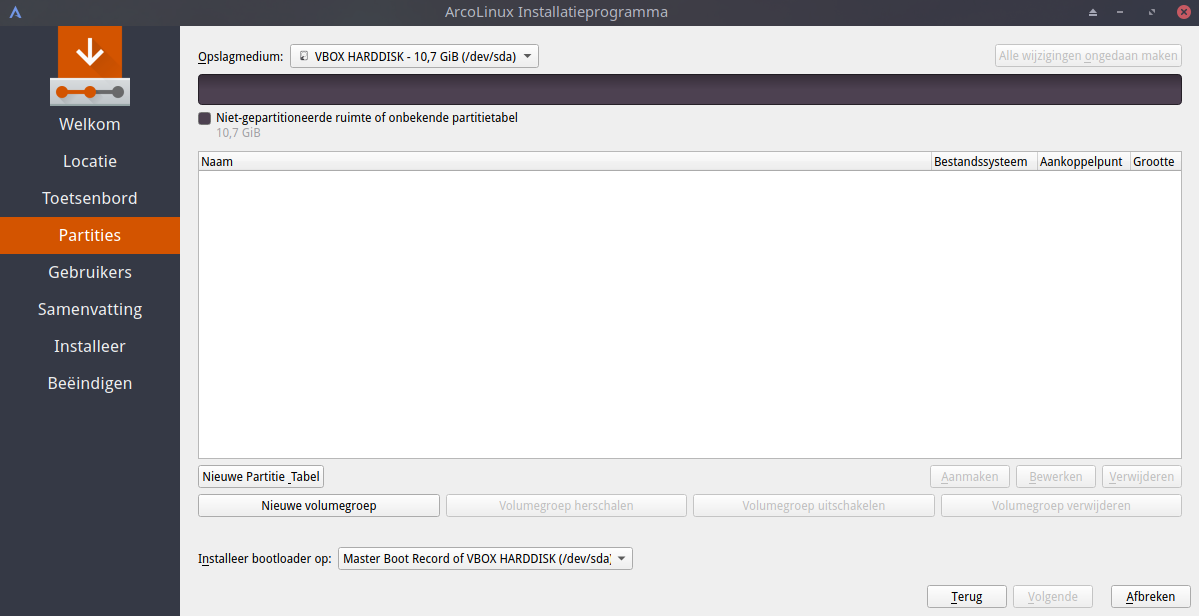 ArcoLinux Installatieprogramma
Welkom
Locatie
Toetsenbord
Partities
Gebruikers
Samenvatting
Installeer
Beëindigen
Opslagmedium: VBOX HARDDISK - 10,7 GiB (/dev/sda) Alle wijzigingen ongedaan maken
Niet-gepartitioneerde ruimte of onbekende partitietabel
10,7 GiB
Naam Bestandssysteem Aankoppelpunt Grootte
Nieuwe Partitie _Tabel Aanmaken Bewerken Verwijderen
Nieuwe volumegroep Volumegroep herschalen Volumegroep uitschakelen Volumegroep verwijderen
Installeer bootloader op: Master Boot Record of VBOX HARDDISK (/dev/sda)
Terug Volgende Afbreken